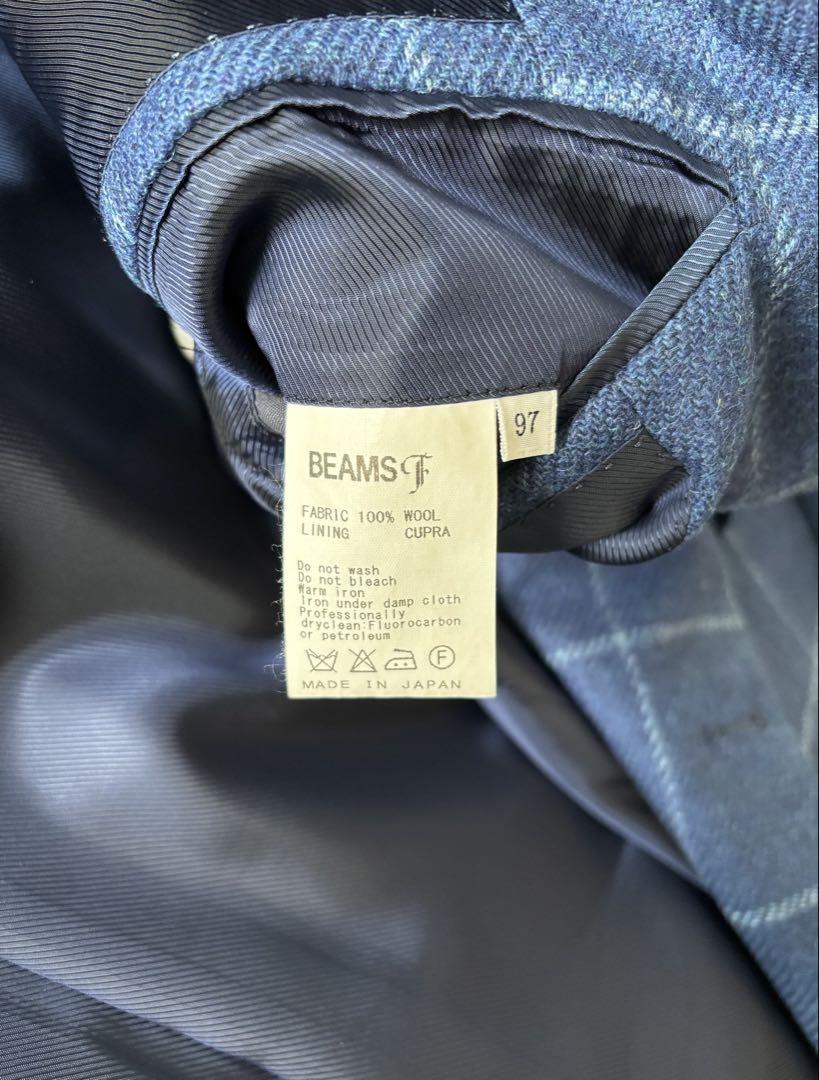 97
BEAMS F
FABRIC 100% WOOL
LINING CUPRA
Do not wash
Do not bleach
Warm iron
Iron under damp cloth
Professionally
dryclean:Fluorocarbon
or petroleum
F
MADE IN JAPAN